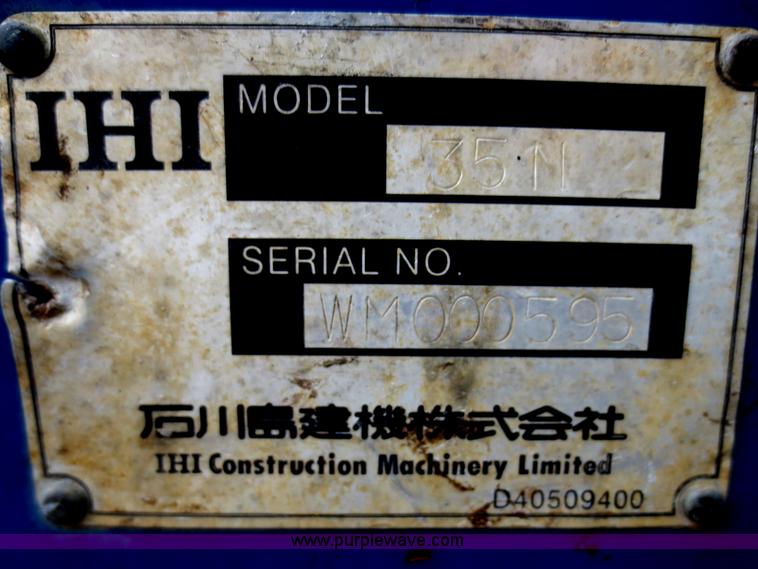 IHI
MODEL
35N
SERIAL NO.
WM000595
石川島建機株式会社
IHI Construction Machinery Limited
D40509400
www.purplewave.com